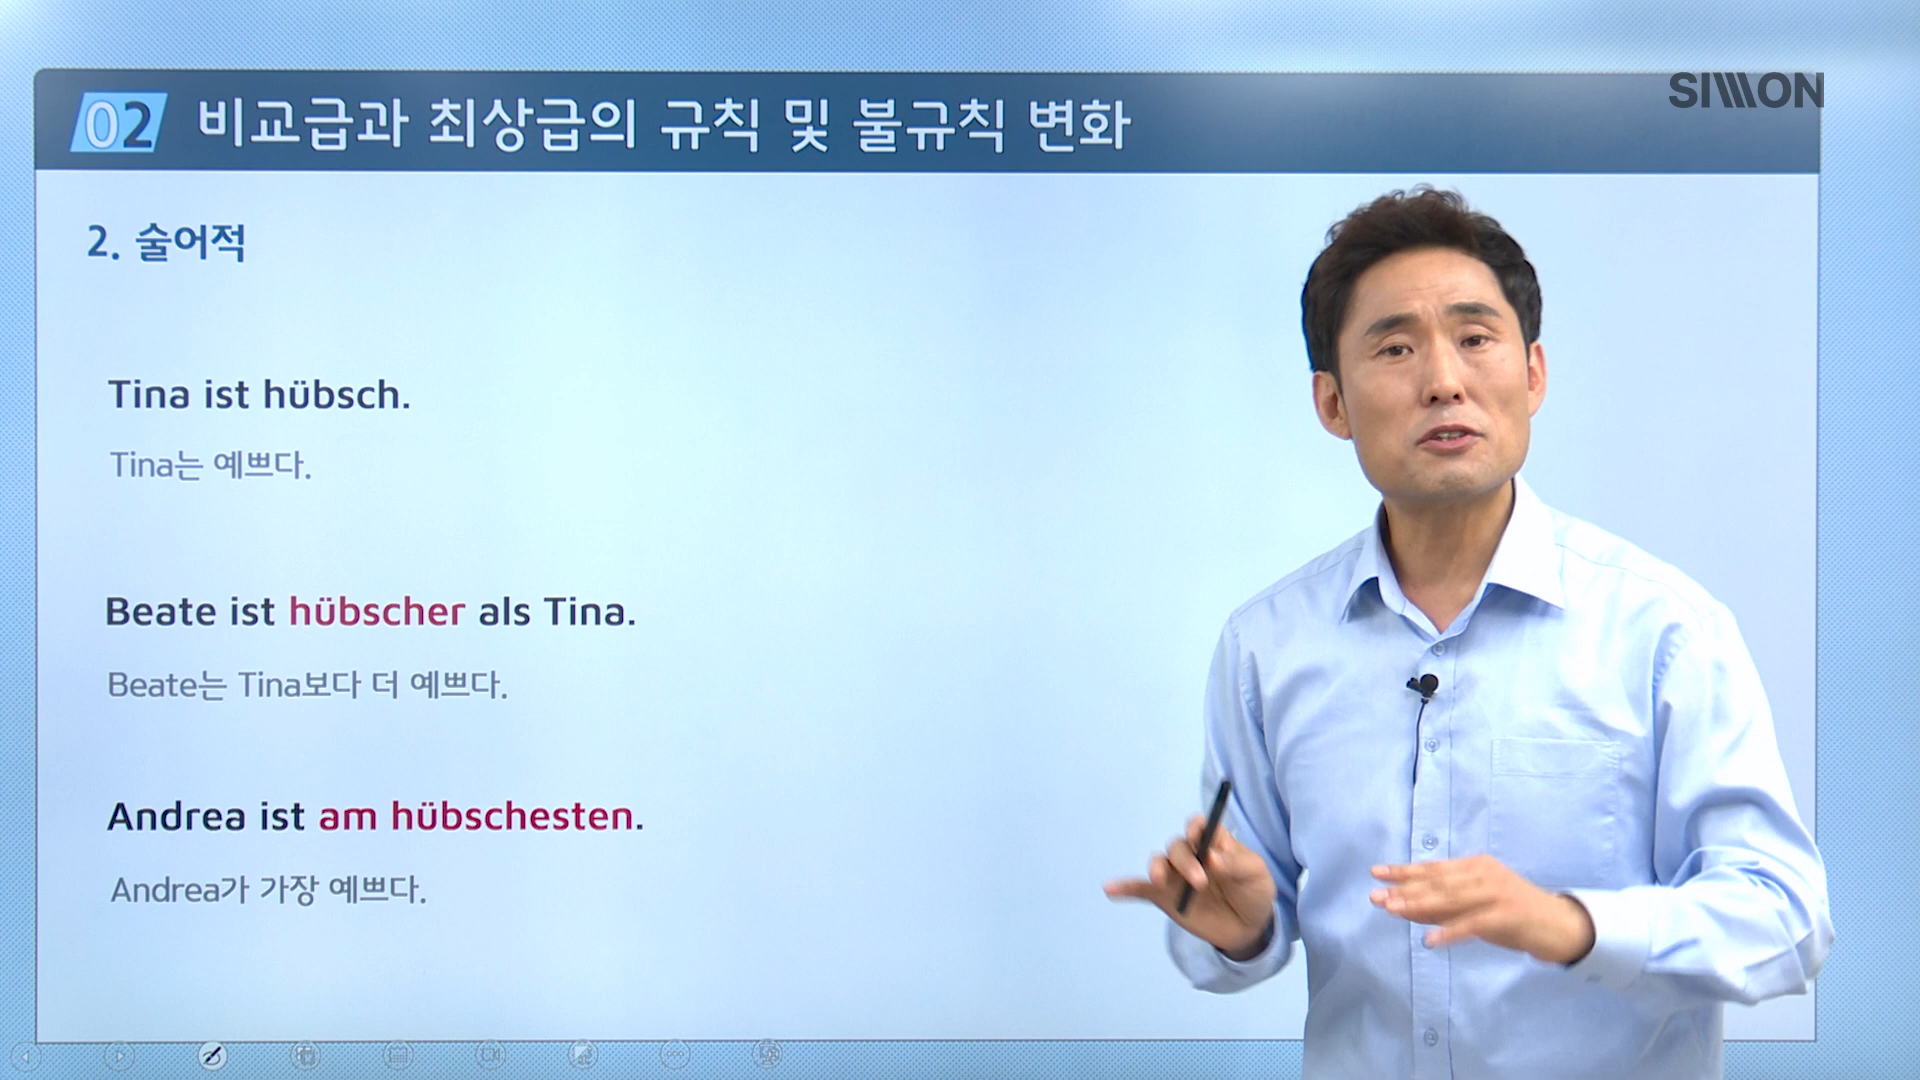 02 비교급과 최상급의 규칙 및 불규칙 변화
SIWON
2. 술어적
Tina ist hübsch.
Tina는 예쁘다.
Beate ist hübscher als Tina.
Beate는 Tina보다 더 예쁘다.
Andrea ist am hübschesten.
Andrea가 가장 예쁘다.